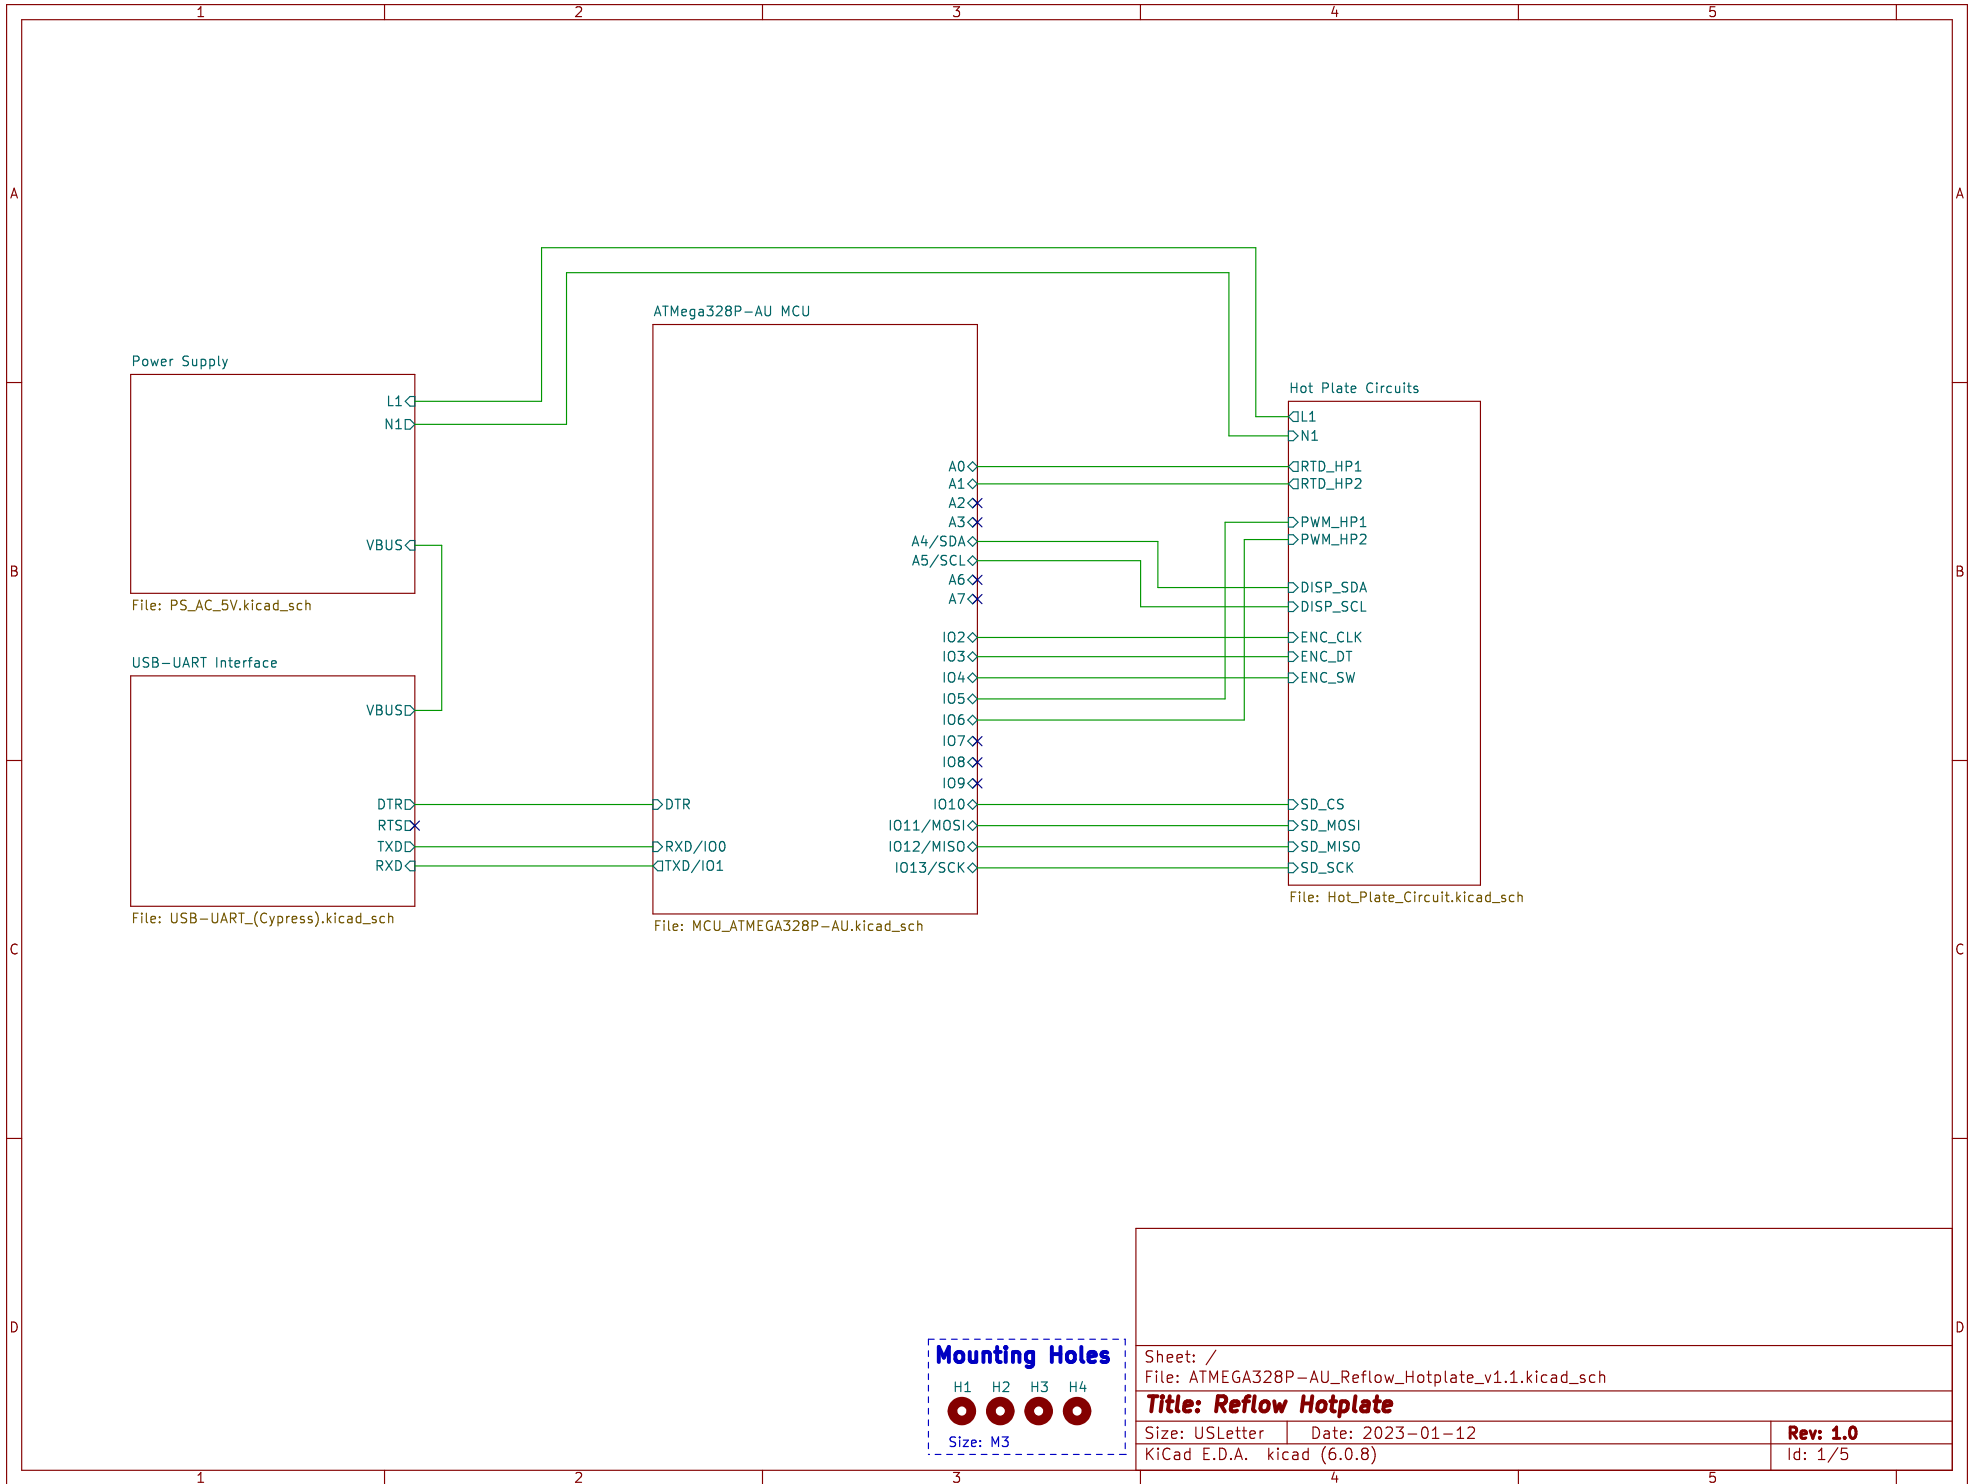 1 2 3 4 5
A A
ATMega328P-AU MCU
Power Supply
Hot Plate Circuits
L1
N1
VBUS
File: PS_AC_5V.kicad_sch
USB-UART Interface
VBUS
DTR
RTS
TXD
RXD
File: USB-UART_(Cypress).kicad_sch
DTR
RXD/IO0
TXD/IO1
A0
A1
A2
A3
A4/SDA
A5/SCL
A6
A7
IO2
IO3
IO4
IO5
IO6
IO7
IO8
IO9
IO10
IO11/MOSI
IO12/MISO
IO13/SCK
File: MCU_ATMEGA328P-AU.kicad_sch
L1
N1
RTD_HP1
RTD_HP2
PWM_HP1
PWM_HP2
DISP_SDA
DISP_SCL
ENC_CLK
ENC_DT
ENC_SW
SD_CS
SD_MOSI
SD_MISO
SD_SCK
File: Hot_Plate_Circuit.kicad_sch
B B
C C
D D
Mounting Holes
H1 H2 H3 H4
Size: M3
Sheet: /
File: ATMEGA328P-AU_Reflow_Hotplate_v1.1.kicad_sch
Title: Reflow Hotplate
Size: USLetter Date: 2023-01-12 Rev: 1.0
KiCad E.D.A. kicad (6.0.8) Id: 1/5
1 2 3 4 5